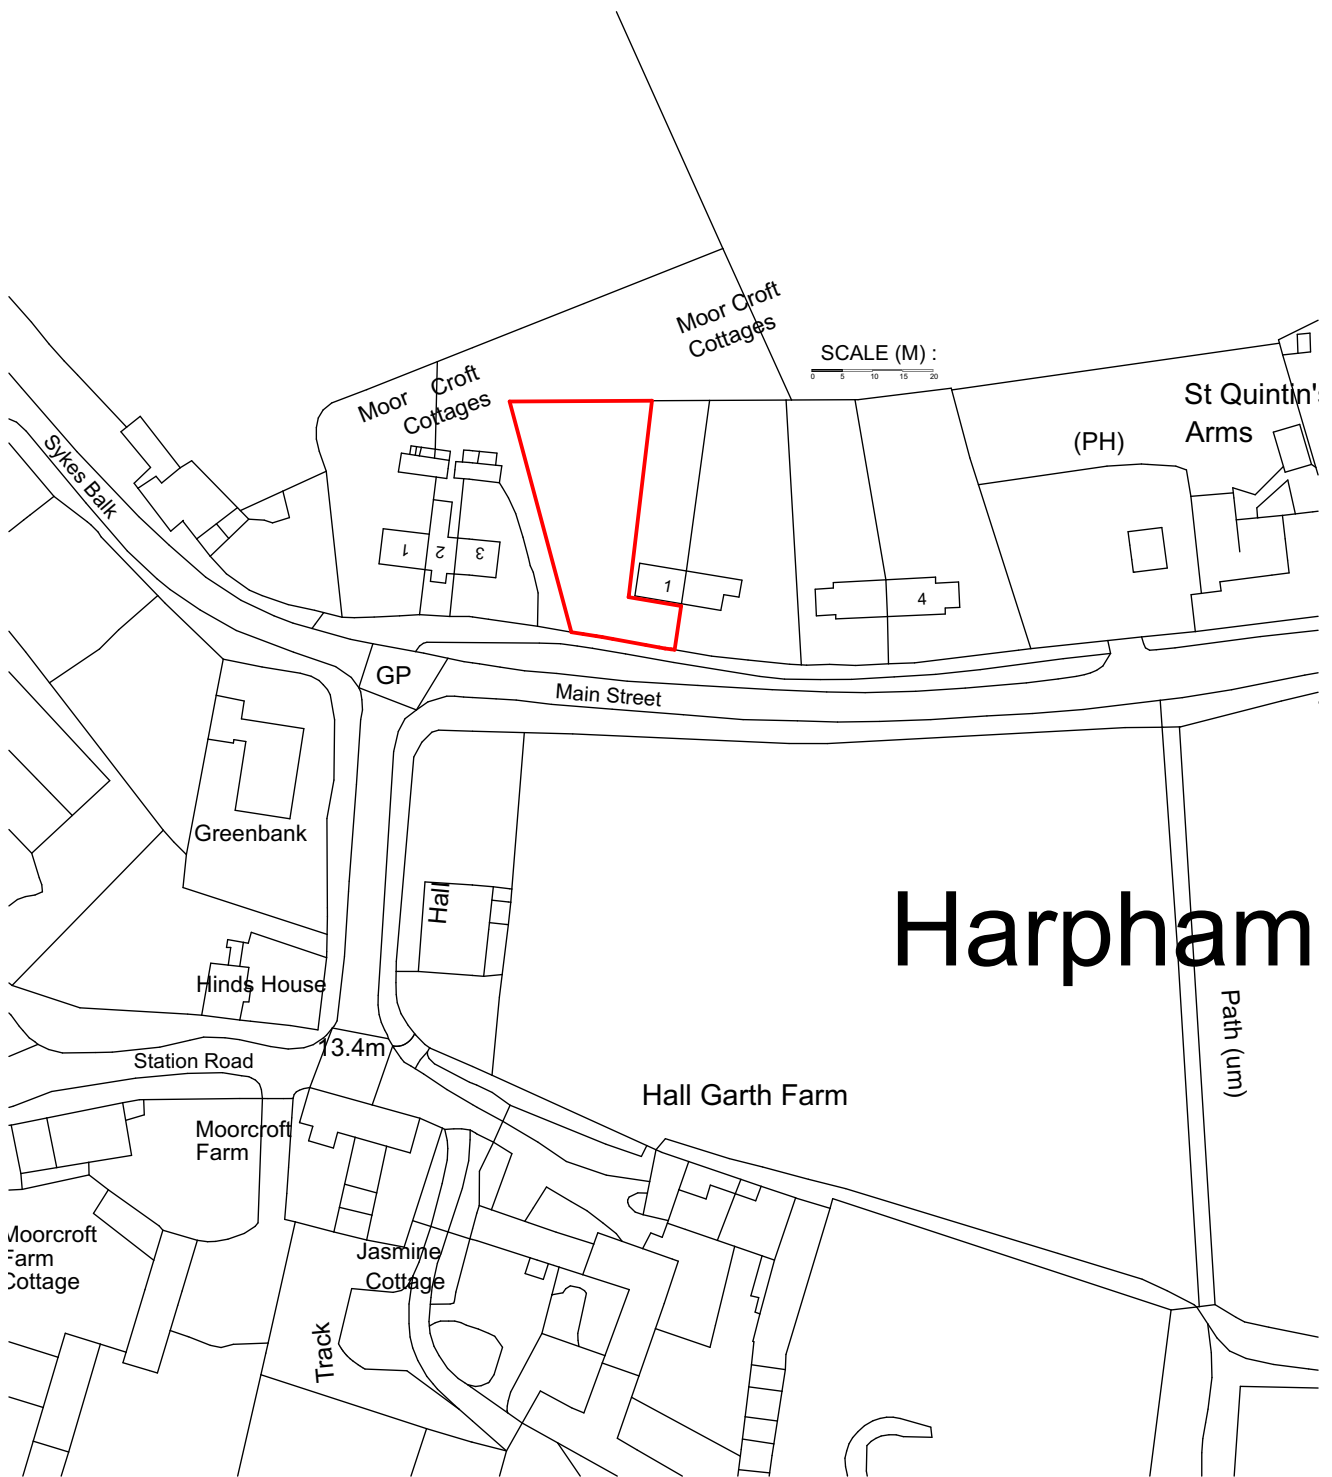 Moor Croft
Cottages
SCALE (M) :
0 5 10 15 20
Moor Croft
Cottages
St Quintin's
Arms
(PH)
Sykes Balk
1
2
3
1
4
GP
Main Street
Greenbank
Hall
Harpham
Hinds House
Path (um)
13.4m
Station Road
Hall Garth Farm
Moorcroft
Farm
Moorcroft
Farm
Cottage
Jasmine
Cottage
Track